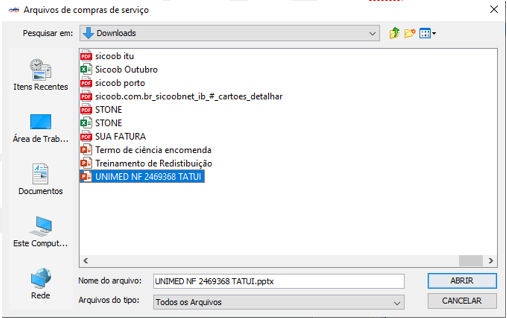 Arquivos de compras de serviço
Pesquisar em:
Downloads
Itens Recentes
Área de Trab...
Documentos
Este Comput...
Rede
sicoob itu
Sicoob Outubro
sicoob porto
sicoob.com.br_sicoobnet_ib_#_cartoes_detalhar
STONE
STONE
SUA FATURA
Termo de ciência encomenda
Treinamento de Redistibuição
UNIMED NF 2469368 TATUI
Nome do arquivo:
UNIMED NF 2469368 TATUI.pptx
ABRIR
Arquivos do tipo:
Todos os Arquivos
CANCELAR